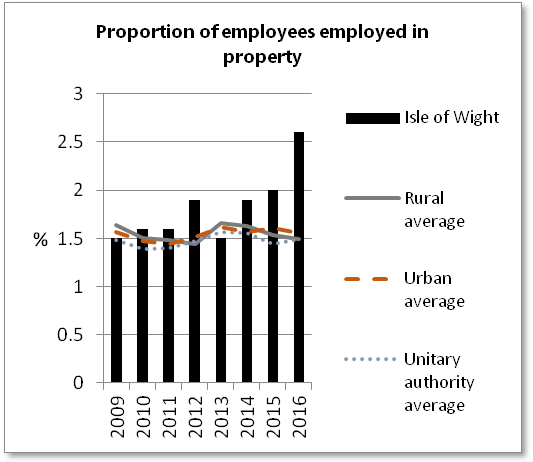 Proportion of employees employed in
property
3
2.5
2
1.5
1
0.5
0
%
2009
2010
2011
2012
2013
2014
2015
2016
Isle of Wight
Rural
average
Urban
average
Unitary
authority
average